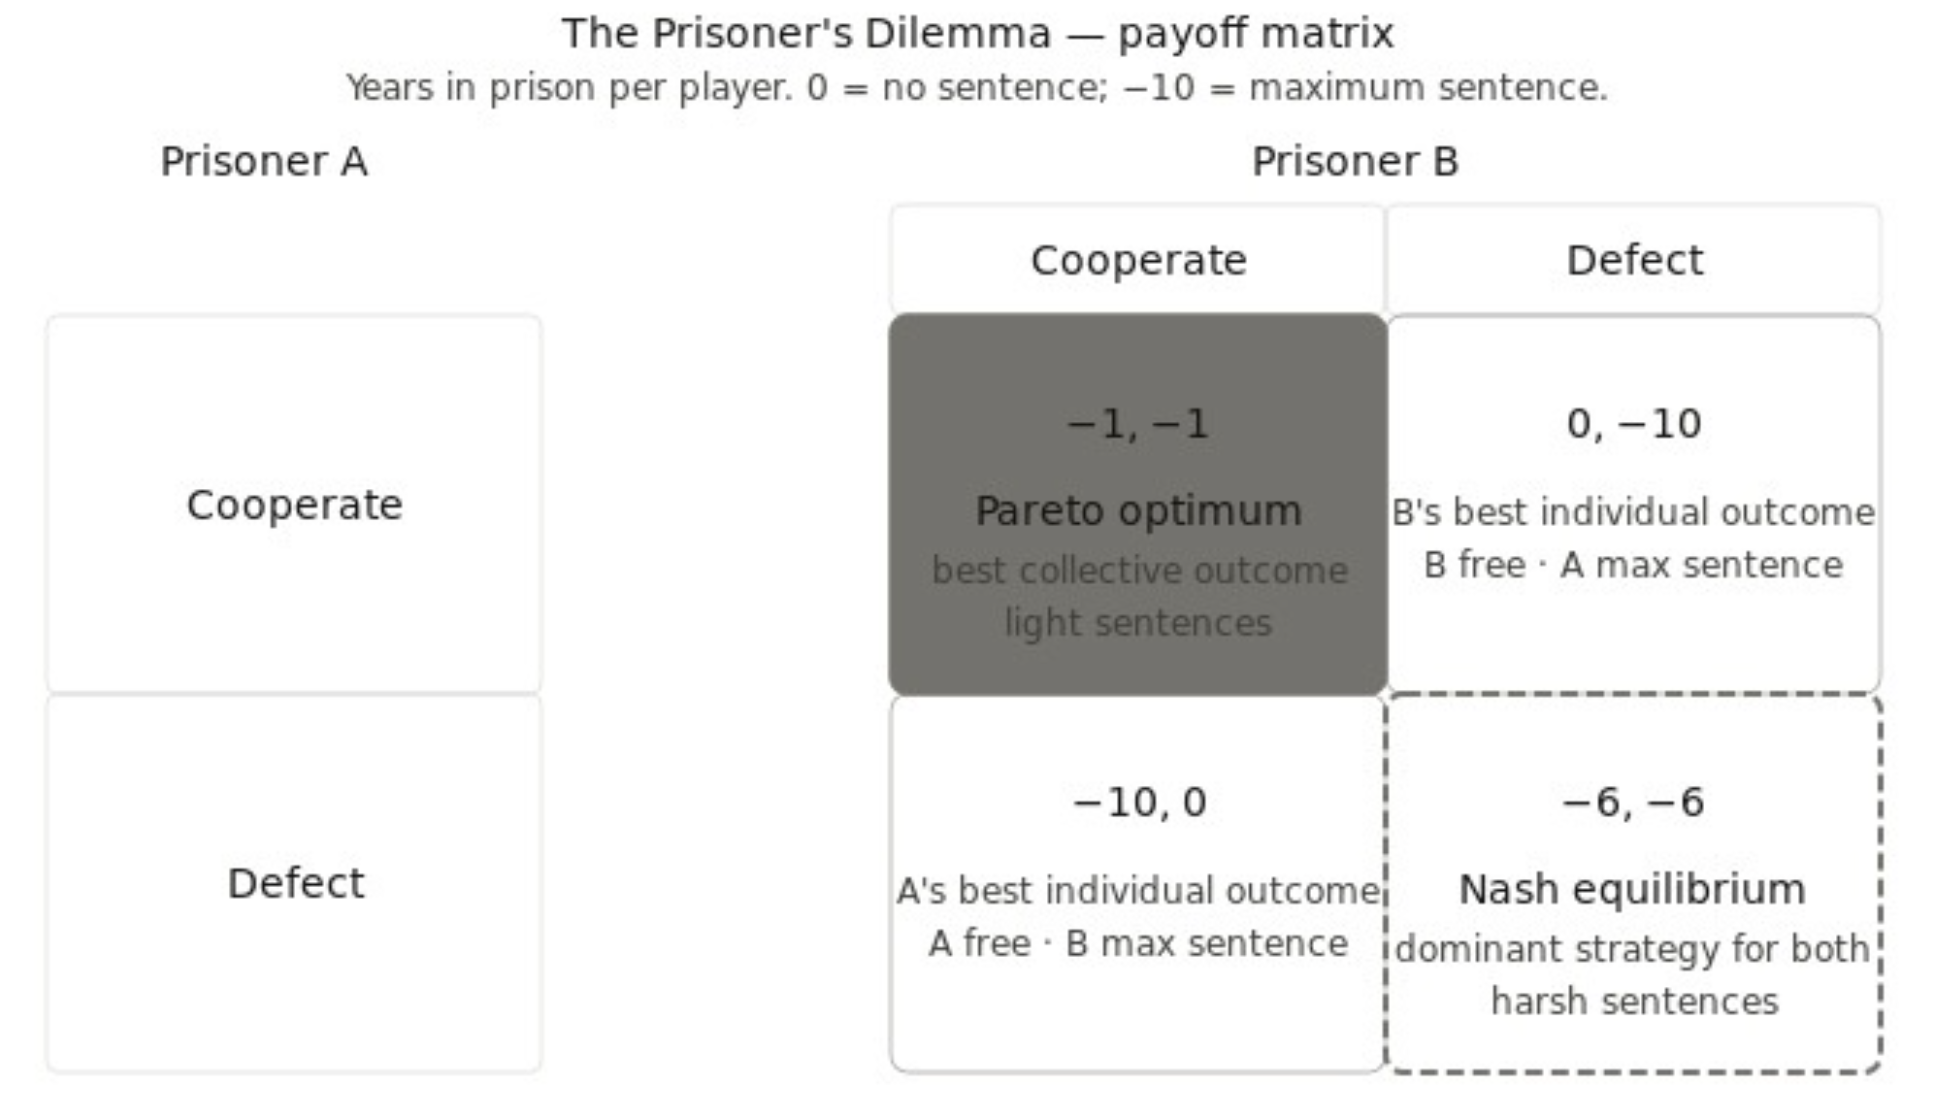 The Prisoner's Dilemma — payoff matrix
Years in prison per player. 0 = no sentence; −10 = maximum sentence.
Prisoner A
Prisoner B
Cooperate
Defect
Cooperate
−1, −1
Pareto optimum
best collective outcome
light sentences
0, −10
B's best individual outcome
B free · A max sentence
Defect
−10, 0
A's best individual outcome
A free · B max sentence
−6, −6
Nash equilibrium
dominant strategy for both
harsh sentences